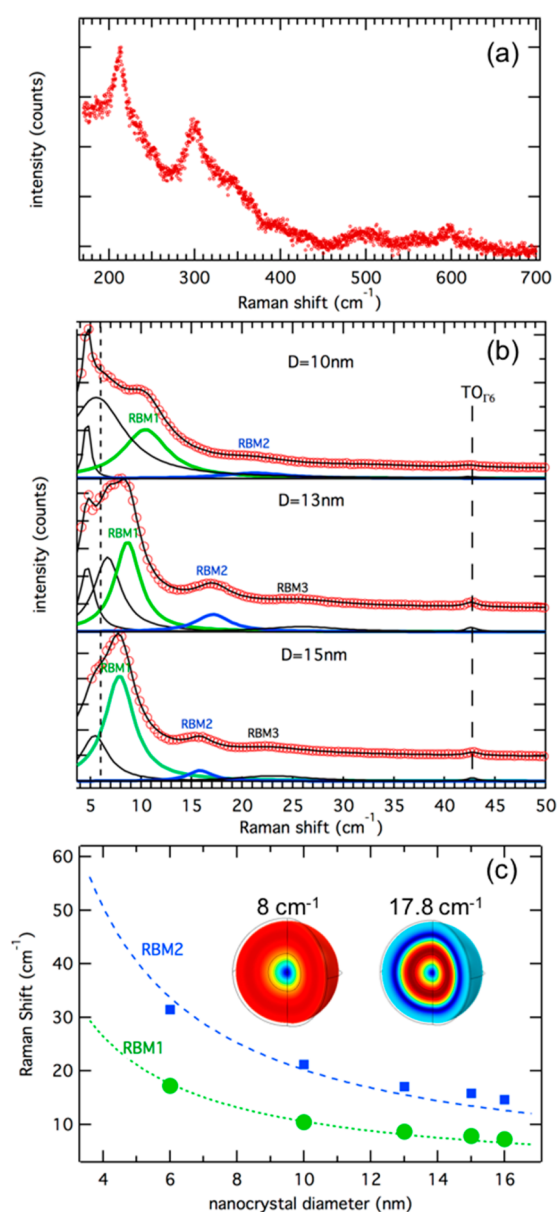 (a)
intensity (counts)
200 300 400 500 600 700
Raman shift (cm-1)
(b)
D=10nm
TOΓ6
RBM1
RBM2
D=13nm
intensity (counts)
RBM1
RBM2
RBM3
D=15nm
RBM1
RBM2
RBM3
5 10 15 20 25 30 35 40 45 50
Raman shift (cm-1)
(c)
60
8 cm-1 17.8 cm-1
50
RBM2
40
Raman Shift (cm-1)
30
RBM1
20
10
4 6 8 10 12 14 16
nanocrystal diameter (nm)